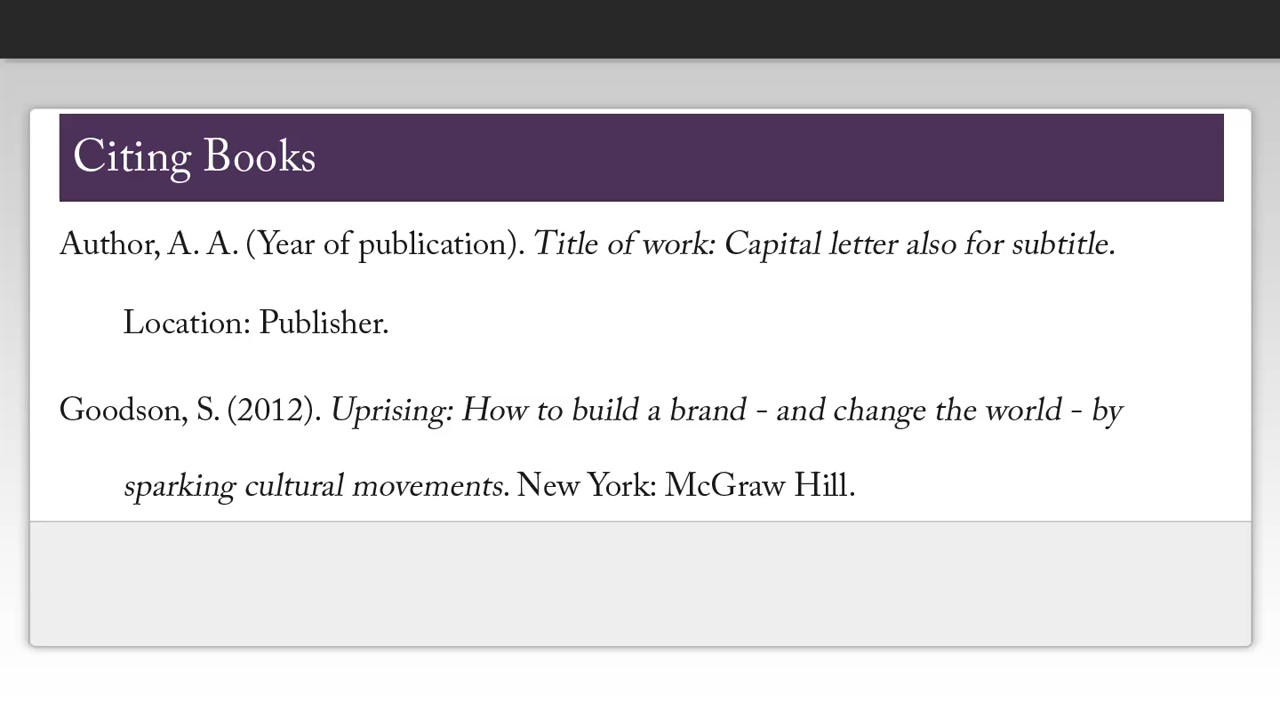 Citing Books
Author, A. A. (Year of publication). Title of work: Capital letter also for subtitle.
Location: Publisher.
Goodson, S. (2012). Uprising: How to build a brand - and change the world - by
sparking cultural movements. New York: McGraw Hill.